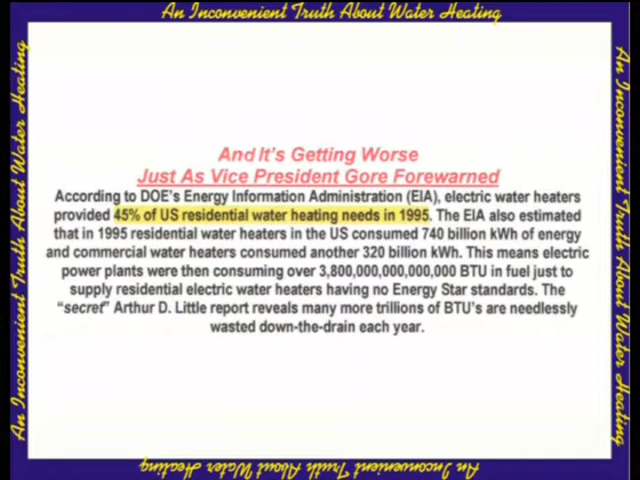 An Inconvenient Truth About Water Heating
An Inconvenient Truth About Water Heating
An Inconvenient Truth About Water Heating
And It's Getting Worse
Just As Vice President Gore Forewarned
According to DOE's Energy Information Administration (EIA), electric water heaters
provided 45% of US residential water heating needs in 1995. The EIA also estimated
that in 1995 residential water heaters in the US consumed 740 billion kWh of energy
and commercial water heaters consumed another 320 billion kWh. This means electric
power plants were then consuming over 3,800,000,000,000,000 BTU in fuel just to
supply residential electric water heaters having no Energy Star standards. The
"secret" Arthur D. Little report reveals many more trillions of BTU's are needlessly
wasted down-the-drain each year.
An Inconvenient Truth About Water Heating